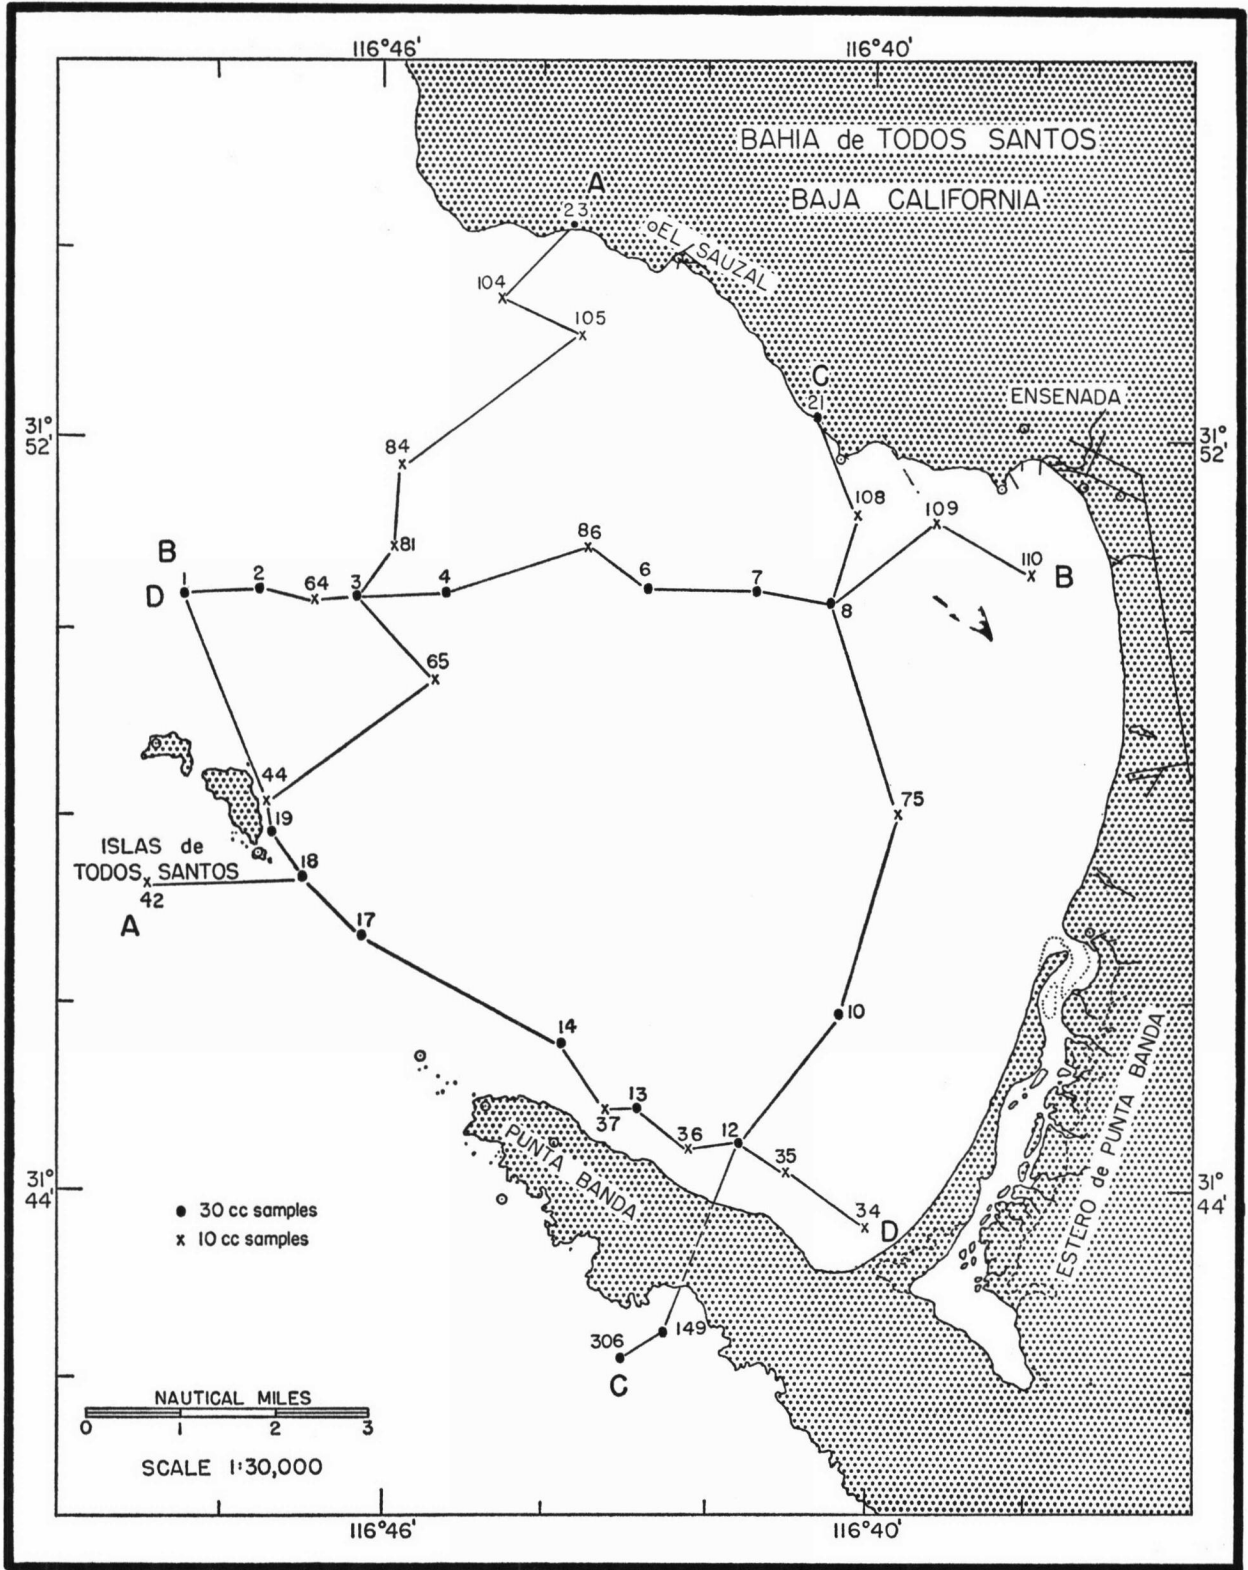 116°46'
116°40'
BAHIA de TODOS SANTOS
BAJA CALIFORNIA
A
23
EL SAUZAL
104
105
C
21
ENSENADA
31°
52'
31°
52'
84
108
109
86
81
110
B
B
D
1
2
64
3
4
6
7
8
65
44
75
19
ISLAS de
TODOS SANTOS
18
42
A
17
10
14
13
37
12
36
35
PUNTA BANDA
34
D
ESTERO de PUNTA BANDA
31°
44'
31°
44'
30 cc samples
x 10 cc samples
149
306
C
NAUTICAL MILES
0 1 2 3
SCALE 1:30,000
116°46'
116°40'